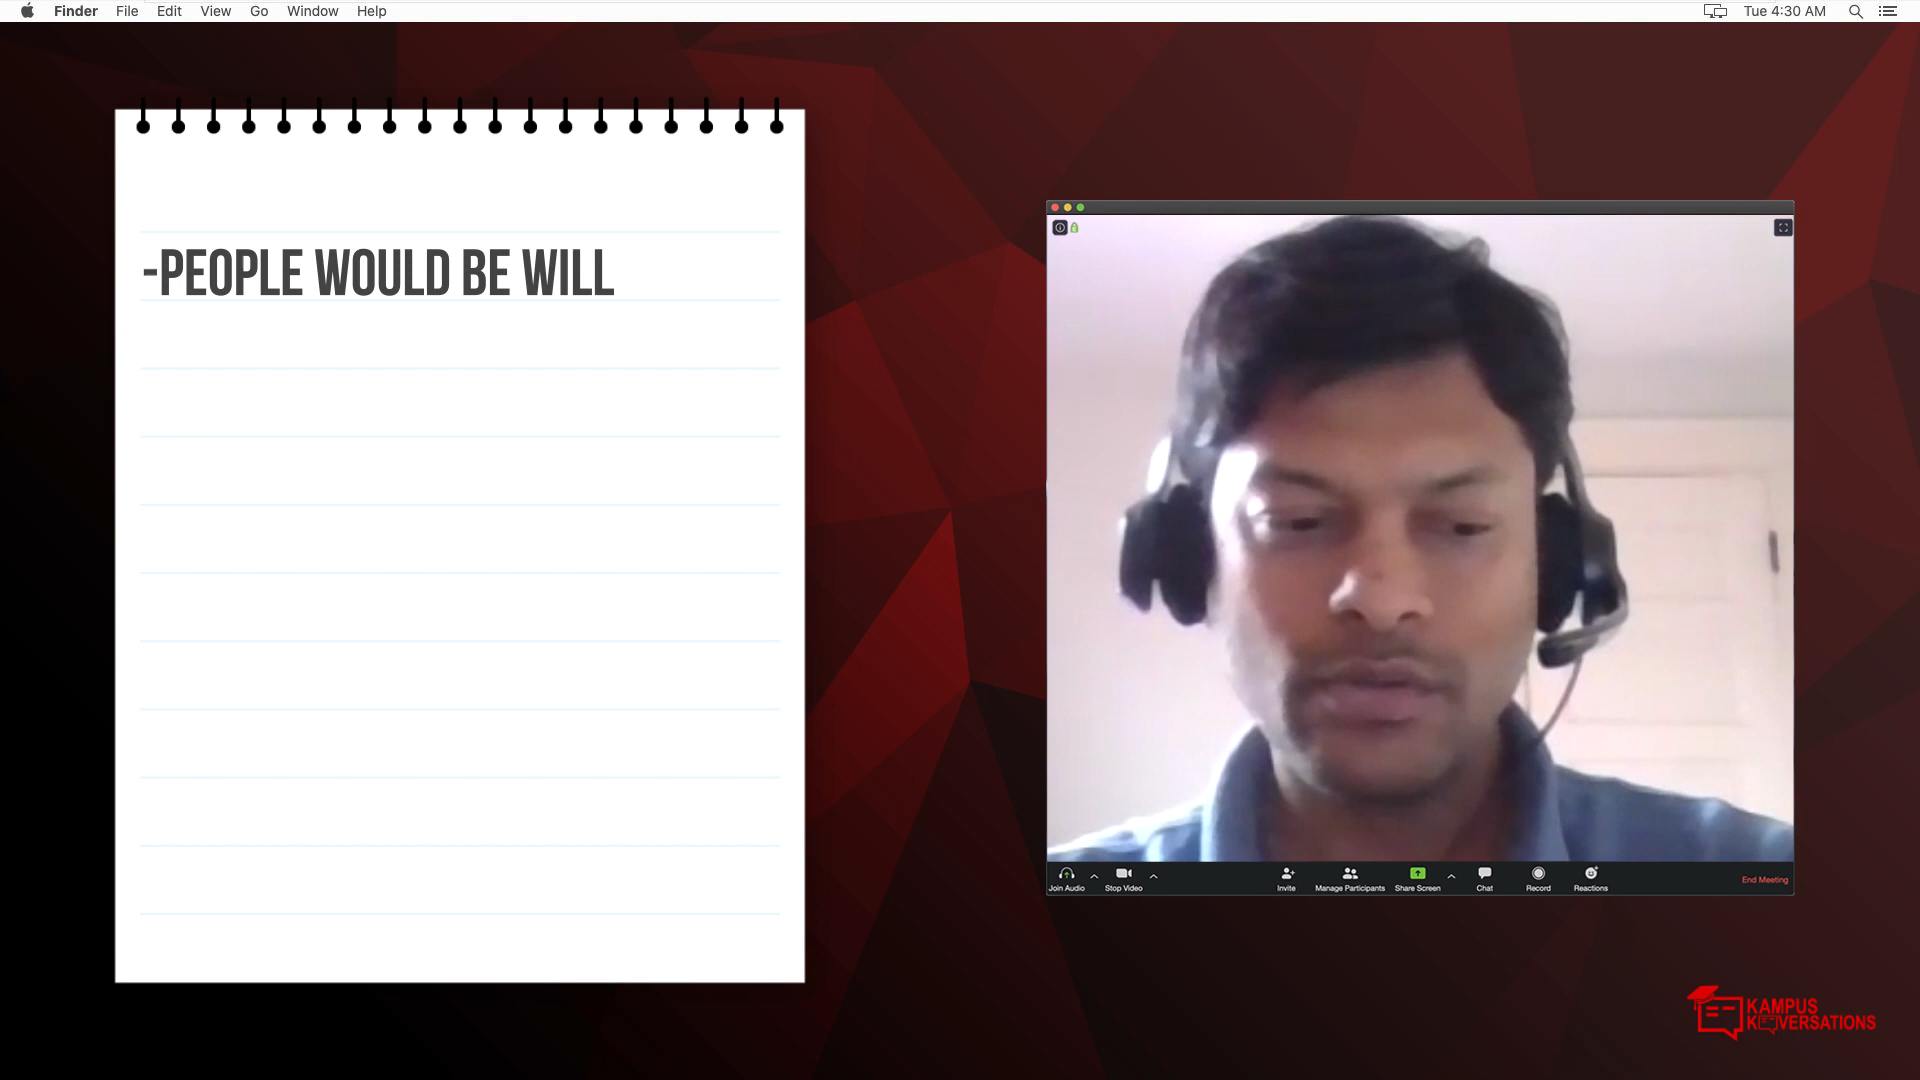 Finder File Edit View Go Window Help Tue 4:30 AM
-PEOPLE WOULD BE WILL
Join Audio Stop Video Invite Manage Participants Share Screen Chat Record Reactions End Meeting
KAMPUS
KONVERSATIONS